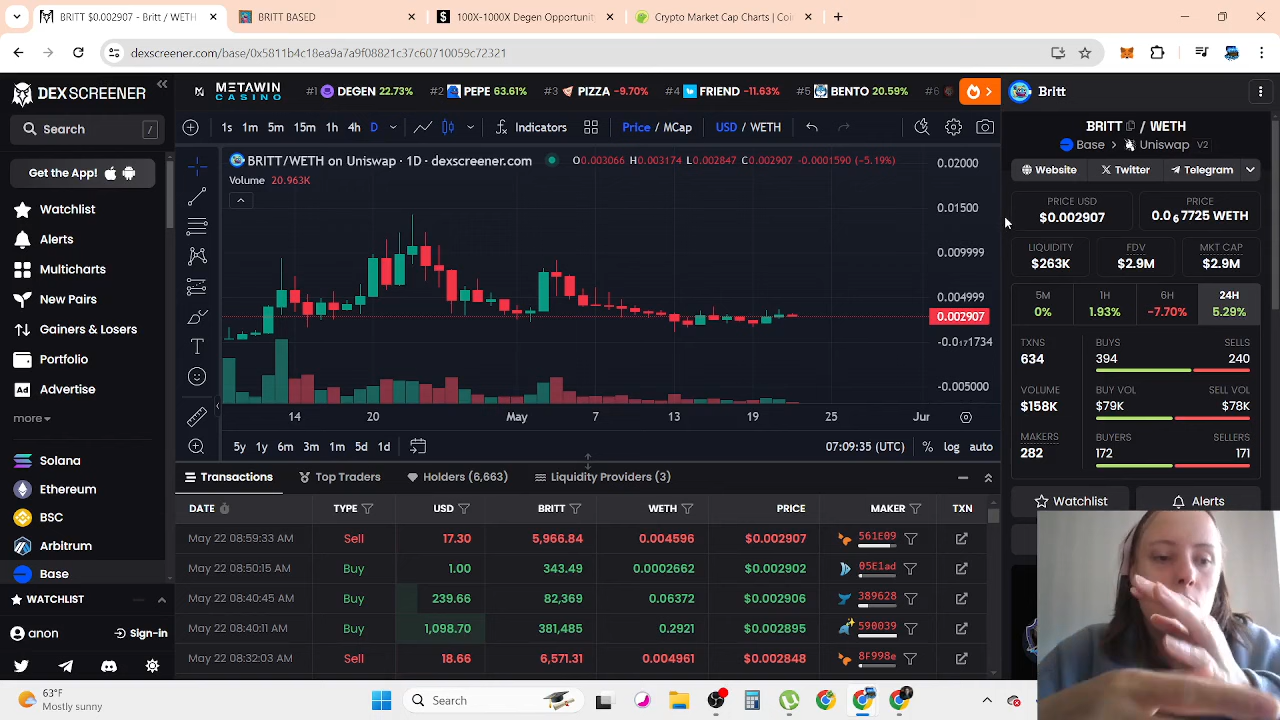 BRITT $0.002907 - Britt / WETH
BRITT BASED
100X-1000X Degen Opportunity
Crypto Market Cap Charts | Coi
dexscreener.com/base/0x5811b4c18ea9a7a9f08821c37c60710059c72321
DEXSCREENER
METAWIN
CASINO
#1 DEGEN 22.73%
#2 PEPE 63.61%
#3 PIZZA -9.70%
#4 FRIEND -11.63%
#5 BENTO 20.59%
#6
Britt
Search /
1s 1m 5m 15m 1h 4h D
Indicators
Price / MCap
USD / WETH
BRITT / WETH
Base > Uniswap V2
Get the App!
BRITT/WETH on Uniswap · 1D · dexscreener.com
O0.003066 H0.003174 L0.002847 C0.002907 -0.0001590 (-5.19%)
Volume 20.963K
0.02000
0.01500
0.009999
0.004999
0.002907
-0.0₁₇1734
-0.005000
Website
Twitter
Telegram
PRICE USD
$0.002907
PRICE
0.0₆7725 WETH
LIQUIDITY
$263K
FDV
$2.9M
MKT CAP
$2.9M
5M
0%
1H
1.93%
6H
-7.70%
24H
5.29%
TXNS
634
BUYS
394
SELLS
240
VOLUME
$158K
BUY VOL
$79K
SELL VOL
$78K
MAKERS
282
BUYERS
172
SELLERS
171
Watchlist
Alerts
Watchlist
Alerts
Multicharts
New Pairs
Gainers & Losers
Portfolio
Advertise
more
Solana
Ethereum
BSC
Arbitrum
Base
WATCHLIST
anon
Sign-in
14 20 May 7 13 19 25 Jun
5y 1y 6m 3m 1m 5d 1d
07:09:35 (UTC) % log auto
Transactions
Top Traders
Holders (6,663)
Liquidity Providers (3)
DATE TYPE USD BRITT WETH PRICE MAKER TXN
May 22 08:59:33 AM Sell 17.30 5,966.84 0.004596 $0.002907 561E09
May 22 08:50:15 AM Buy 1.00 343.49 0.0002662 $0.002902 05E1ad
May 22 08:40:45 AM Buy 239.66 82,369 0.06372 $0.002906 389628
May 22 08:40:11 AM Buy 1,098.70 381,485 0.2921 $0.002895 590039
May 22 08:32:03 AM Sell 18.66 6,571.31 0.004961 $0.002848 8F998e
63°F
Mostly sunny
Search